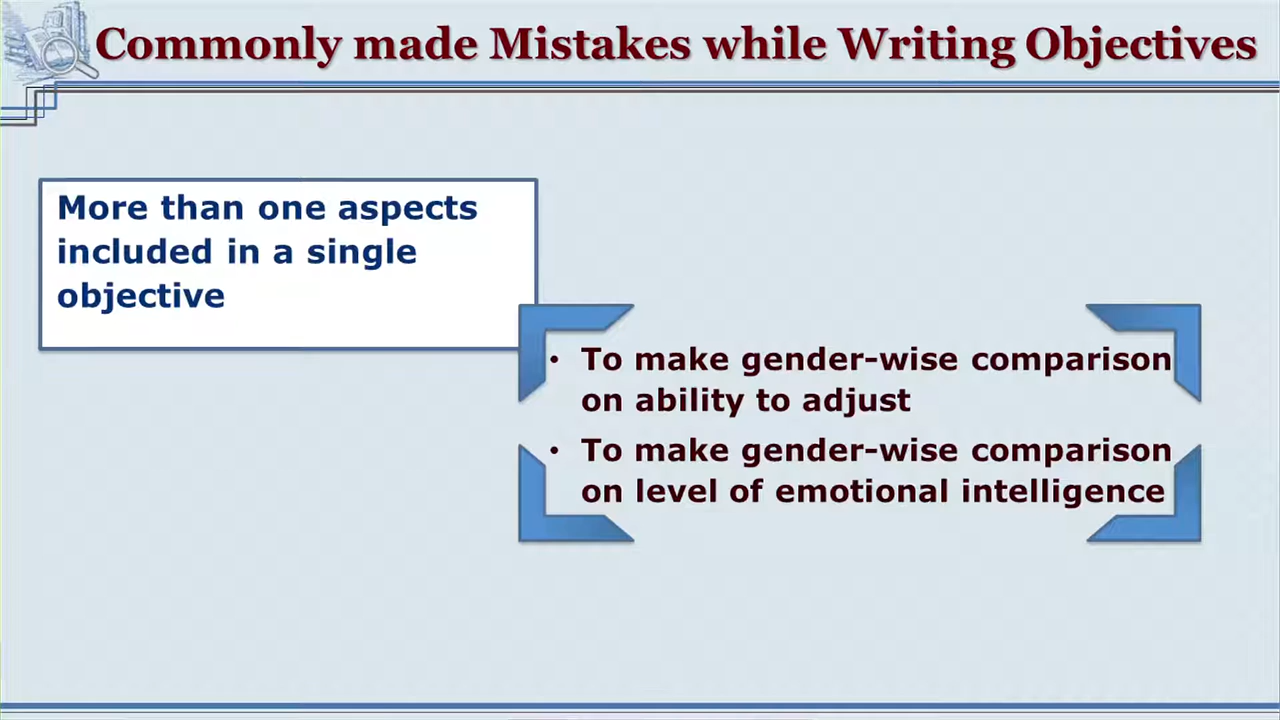 Commonly made Mistakes while Writing Objectives
More than one aspects
included in a single
objective
• To make gender-wise comparison
on ability to adjust
• To make gender-wise comparison
on level of emotional intelligence